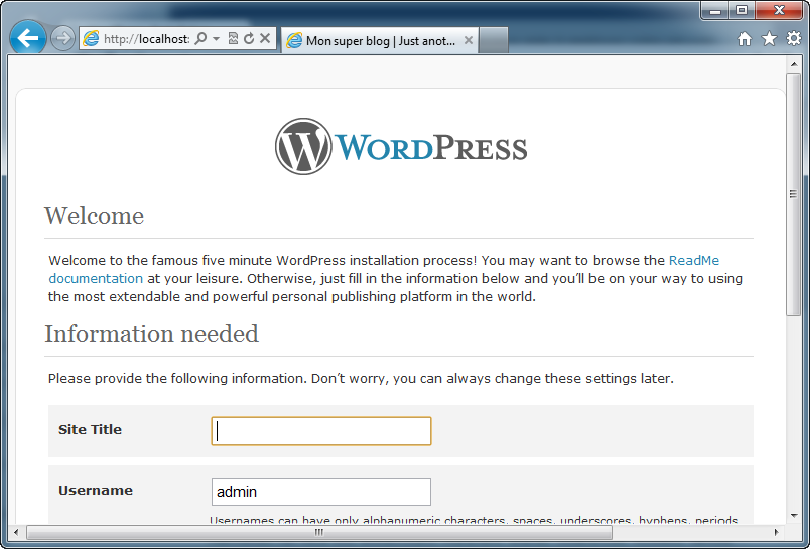 http://localhost:
Mon super blog | Just anot...
WORDPRESS
Welcome
Welcome to the famous five minute WordPress installation process! You may want to browse the ReadMe
documentation at your leisure. Otherwise, just fill in the information below and you’ll be on your way to using
the most extendable and powerful personal publishing platform in the world.
Information needed
Please provide the following information. Don’t worry, you can always change these settings later.
Site Title
Username
admin
Usernames can have only alphanumeric characters, spaces, underscores, hyphens, periods